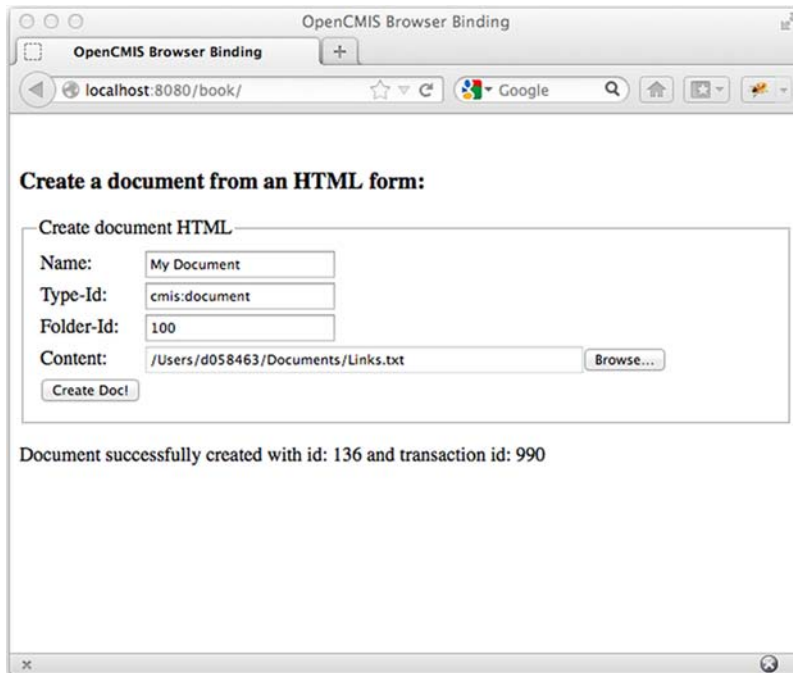 OpenCMIS Browser Binding
OpenCMIS Browser Binding
localhost:8080/book/
Google
Create a document from an HTML form:
Create document HTML
Name: My Document
Type-Id: cmis:document
Folder-Id: 100
Content: /Users/d058463/Documents/Links.txt Browse...
Create Doc!
Document successfully created with id: 136 and transaction id: 990